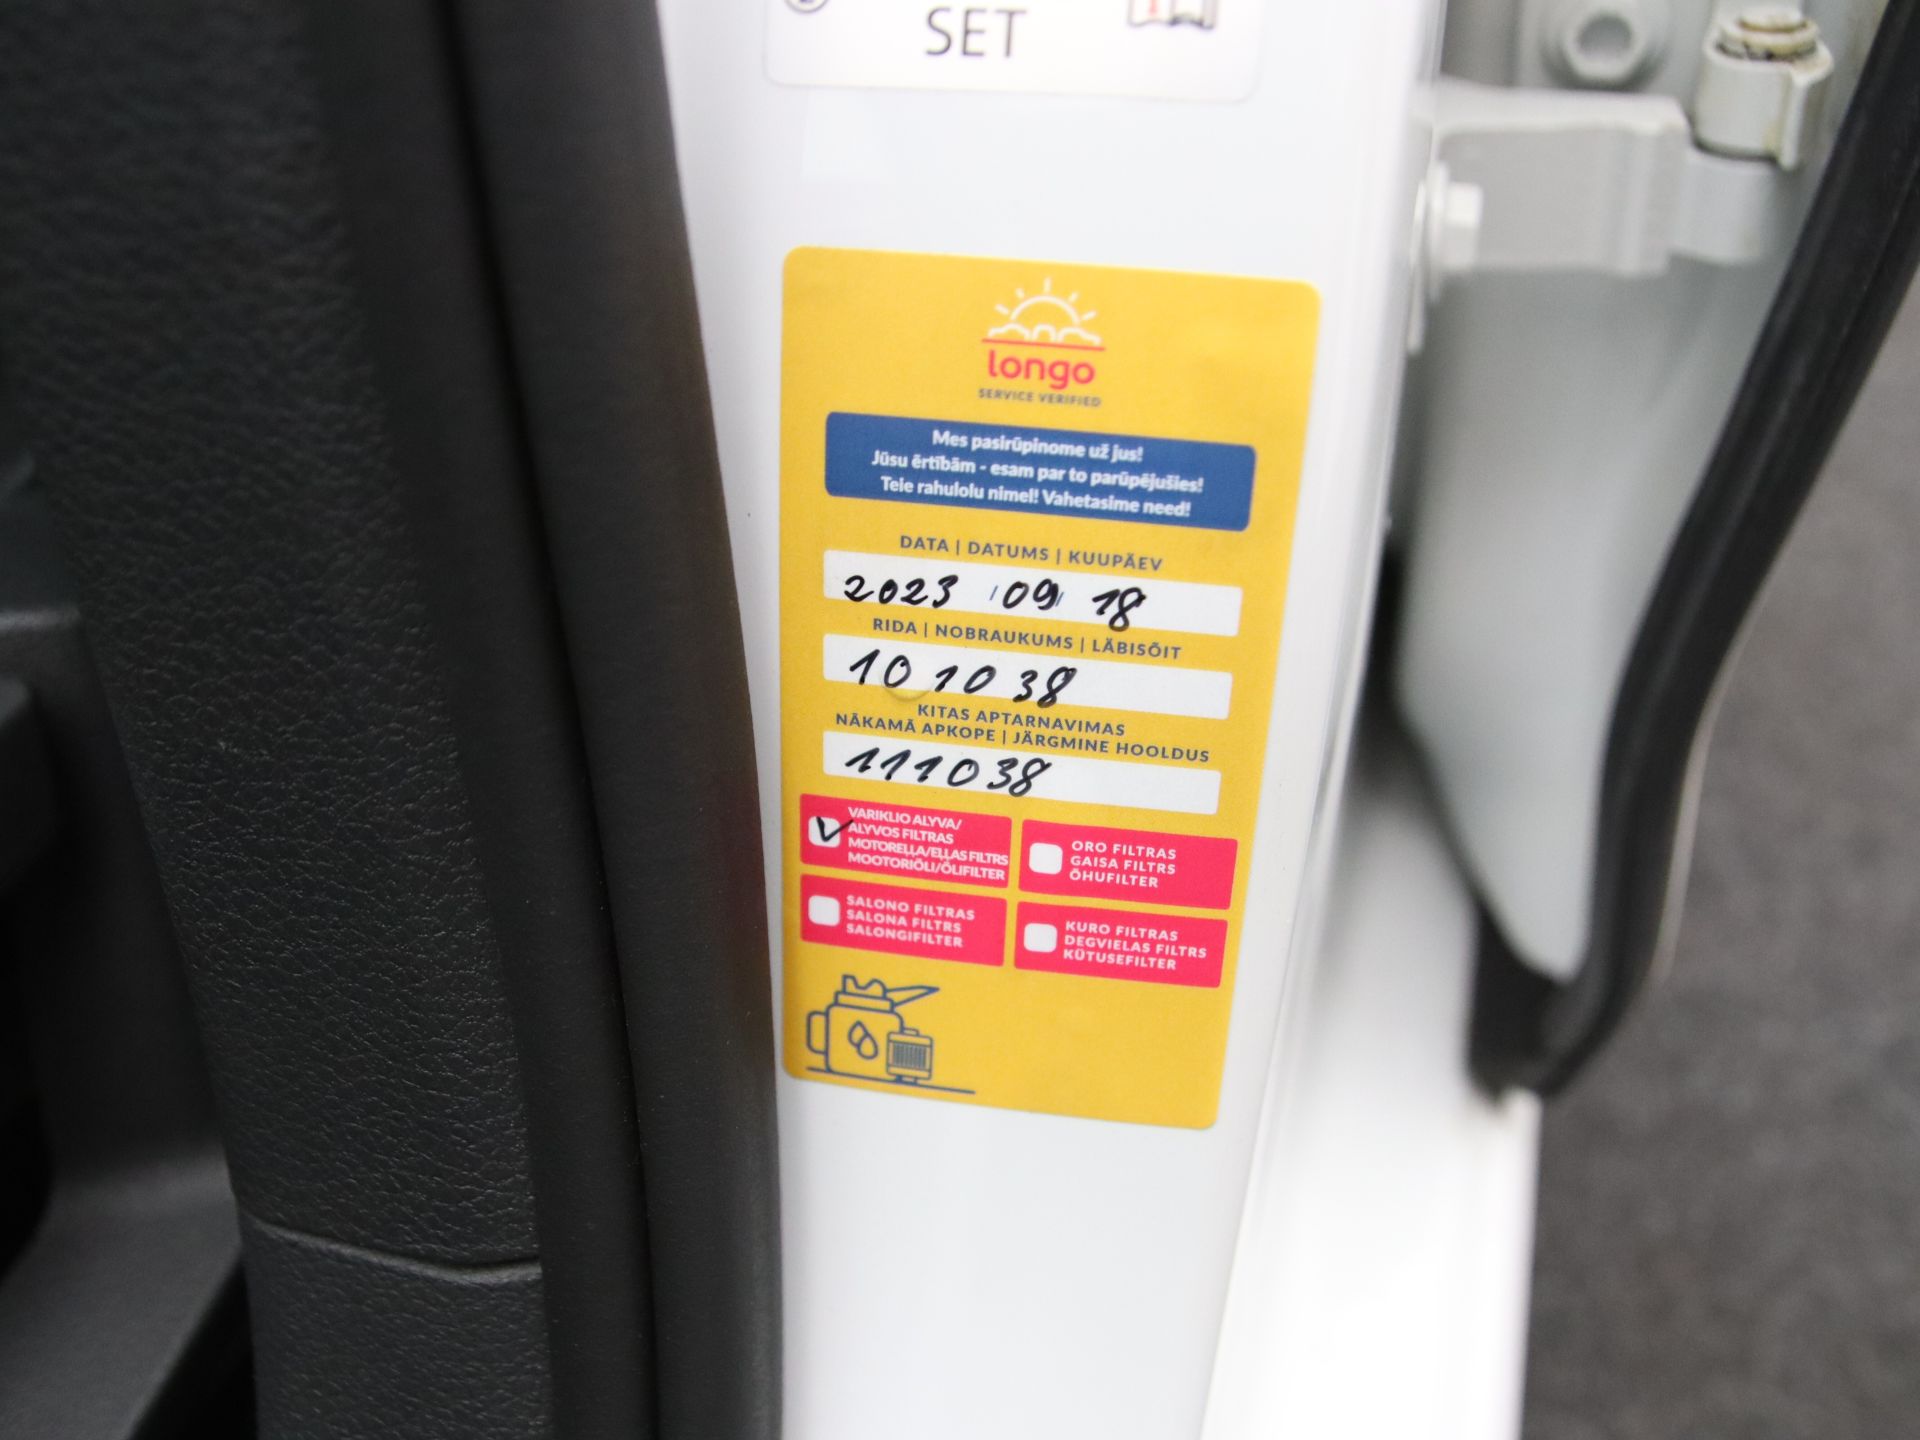 SET
longo
SERVICE VERIFIED
Mes pasirūpinome už jus!
Jūsu ērtībām - esam par to parūpējušies!
Teie rahulolu nimel! Vahetasime need!
DATA | DATUMS | KUUPÄEV
2023 09 18
RIDA | NOBRAUKUMS | LÄBISÕIT
101038
KITAS APTARNAVIMAS
NĀKAMĀ APKOPE | JÄRGMINE HOOLDUS
111038
VARIKLIO ALYVA/
ALYVOS FILTRAS
MOTOREĻĻA/EĻĻAS FILTRS
MOOTORIÕLI/ÕLIFILTER
ORO FILTRAS
GAISA FILTRS
ÕHUFILTER
SALONO FILTRAS
SALONA FILTRS
SALONGIFILTER
KURO FILTRAS
DEGVIELAS FILTRS
KÜTUSEFILTER